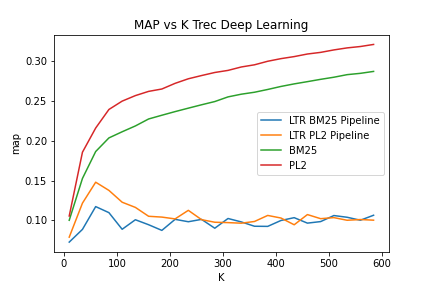 MAP vs K Trec Deep Learning
map
0.30
0.25
0.20
0.15
0.10
LTR BM25 Pipeline
LTR PL2 Pipeline
BM25
PL2
0 100 200 300 400 500 600
K